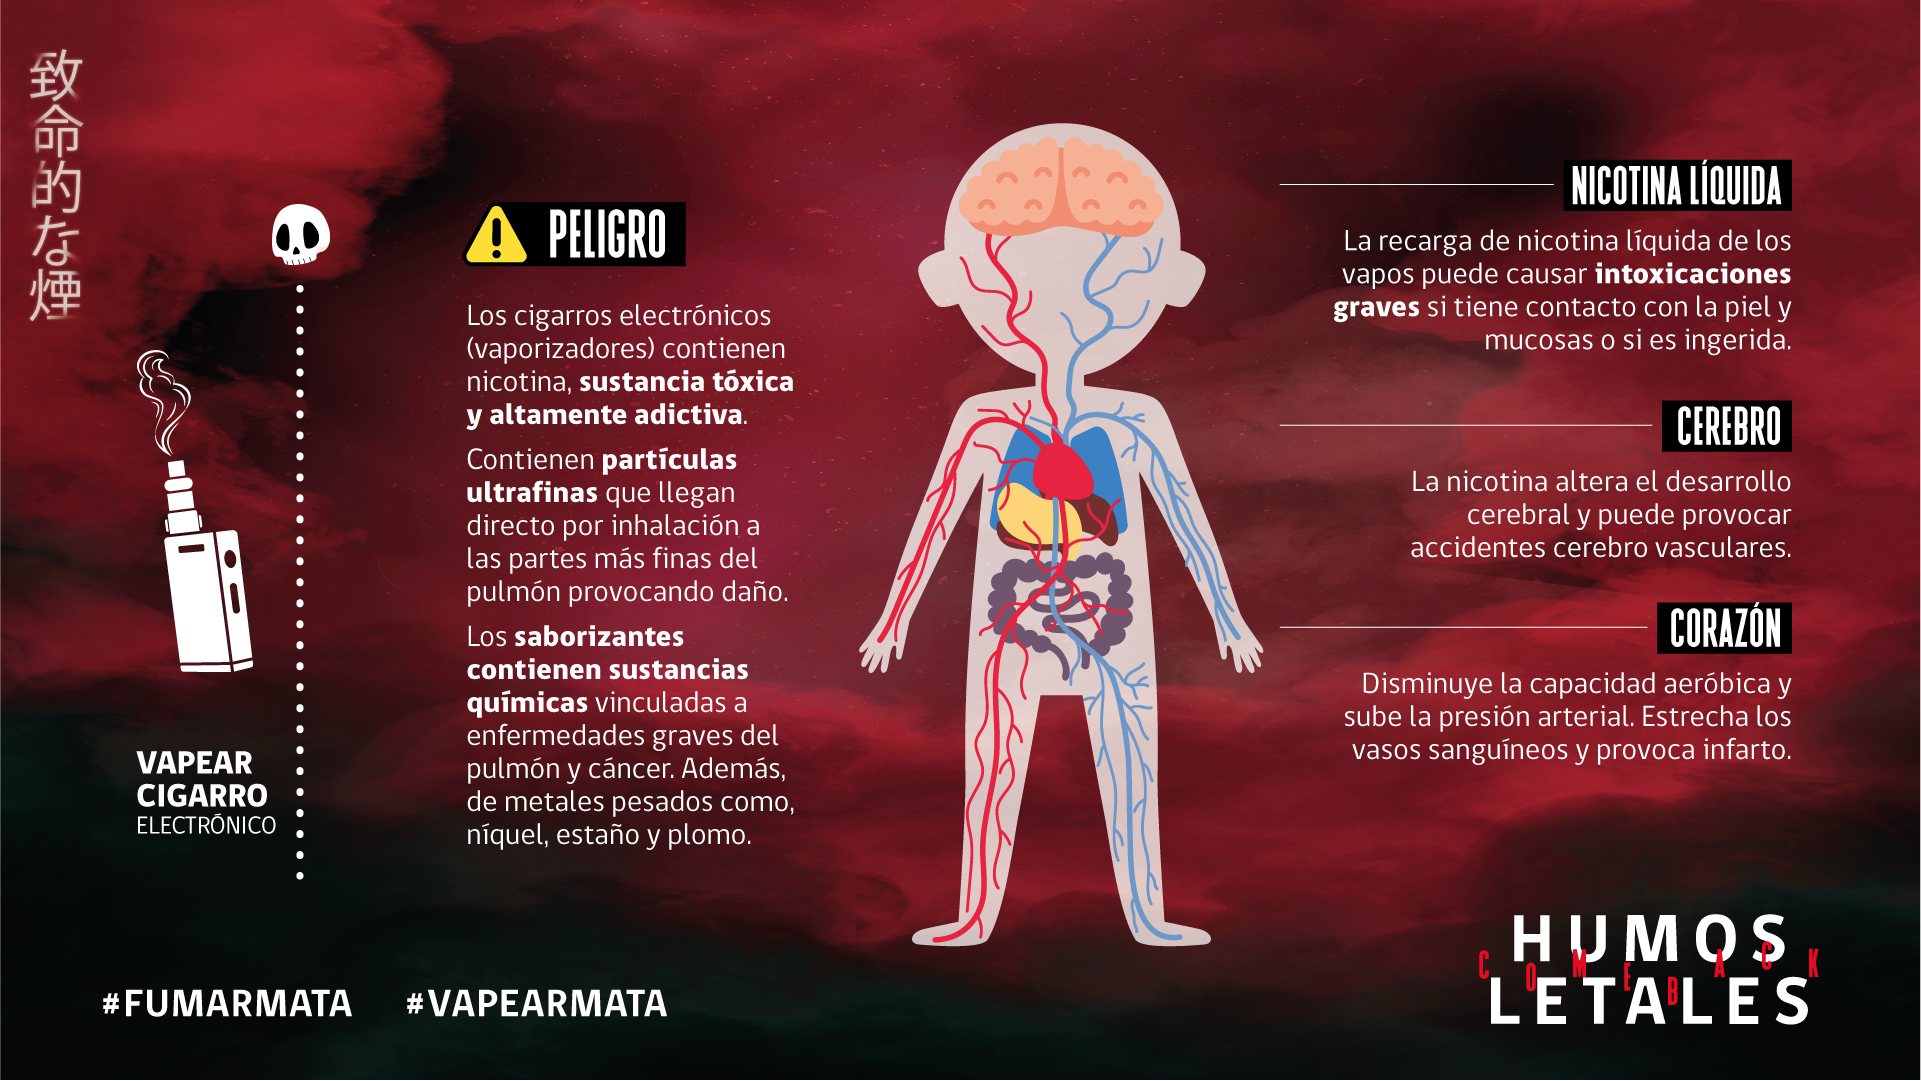 致命的な煙
PELIGRO
Los cigarros electrónicos
(vaporizadores) contienen
nicotina, sustancia tóxica
y altamente adictiva.
Contienen partículas
ultrafinas que llegan
directo por inhalación a
las partes más finas del
pulmón provocando daño.
Los saborizantes
contienen sustancias
químicas vinculadas a
enfermedades graves del
pulmón y cáncer. Además,
de metales pesados como,
níquel, estaño y plomo.
VAPEAR
CIGARRO
ELECTRÓNICO
NICOTINA LÍQUIDA
La recarga de nicotina líquida de los
vapos puede causar intoxicaciones
graves si tiene contacto con la piel y
mucosas o si es ingerida.
CEREBRO
La nicotina altera el desarrollo
cerebral y puede provocar
accidentes cerebro vasculares.
CORAZÓN
Disminuye la capacidad aeróbica y
sube la presión arterial. Estrecha los
vasos sanguíneos y provoca infarto.
#FUMARMATA #VAPEARMATA
HUMOS
COMEBACK
LETALES